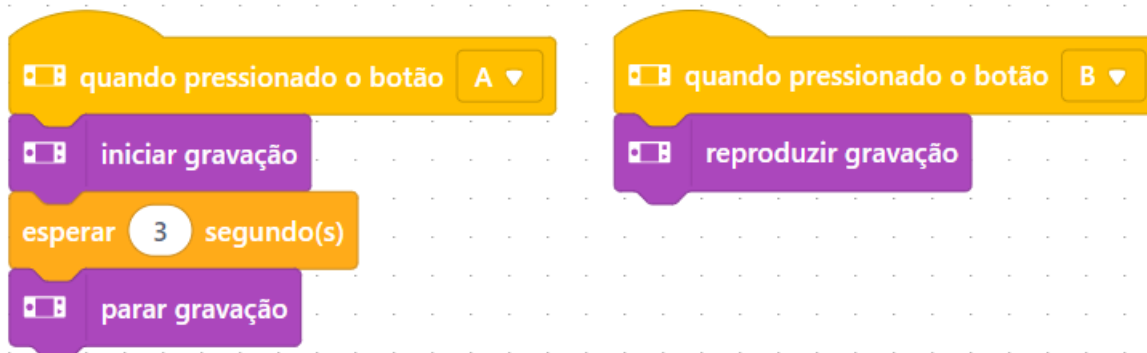 quando pressionado o botão A
iniciar gravação
esperar 3 segundo(s)
parar gravação
quando pressionado o botão B
reproduzir gravação